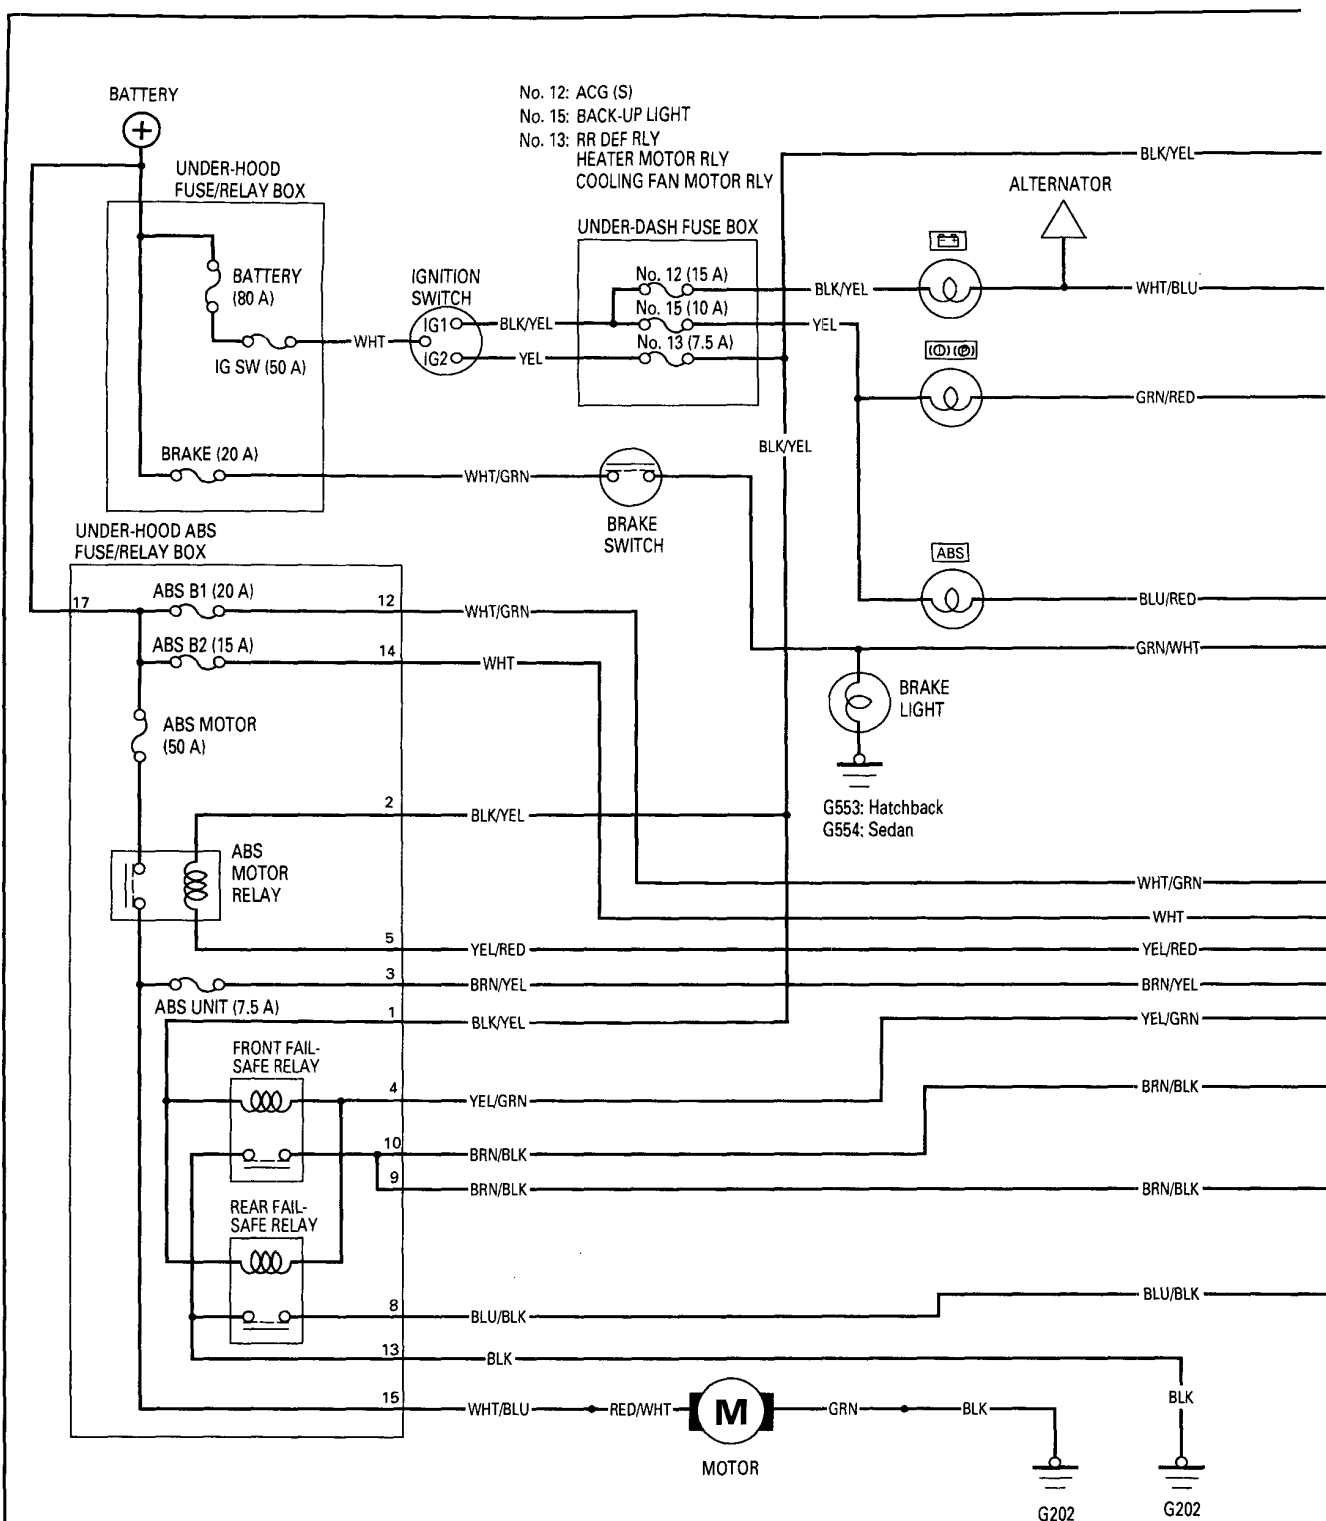 BATTERY
+
No. 12: ACG (S)
No. 15: BACK-UP LIGHT
No. 13: RR DEF RLY
HEATER MOTOR RLY
COOLING FAN MOTOR RLY
BLK/YEL
UNDER-HOOD
FUSE/RELAY BOX
ALTERNATOR
UNDER-DASH FUSE BOX
BATTERY
(80 A)
IGNITION
SWITCH
No. 12 (15 A)
BLK/YEL
WHT/BLU
IG1
BLK/YEL
No. 15 (10 A)
YEL
WHT
IG2
YEL
No. 13 (7.5 A)
IG SW (50 A)
(P)
GRN/RED
BLK/YEL
BRAKE (20 A)
WHT/GRN
BRAKE
SWITCH
UNDER-HOOD ABS
FUSE/RELAY BOX
ABS
17
ABS B1 (20 A)
12
WHT/GRN
BLU/RED
ABS B2 (15 A)
14
WHT
GRN/WHT
BRAKE
LIGHT
ABS MOTOR
(50 A)
G553: Hatchback
G554: Sedan
2
BLK/YEL
ABS
MOTOR
RELAY
WHT/GRN
WHT
5
YEL/RED
YEL/RED
3
BRN/YEL
BRN/YEL
ABS UNIT (7.5 A)
1
BLK/YEL
YEL/GRN
FRONT FAIL-
SAFE RELAY
4
YEL/GRN
BRN/BLK
10
BRN/BLK
9
BRN/BLK
BRN/BLK
REAR FAIL-
SAFE RELAY
8
BLU/BLK
BLU/BLK
13
BLK
15
WHT/BLU
RED/WHT
M
GRN
BLK
BLK
MOTOR
G202
G202